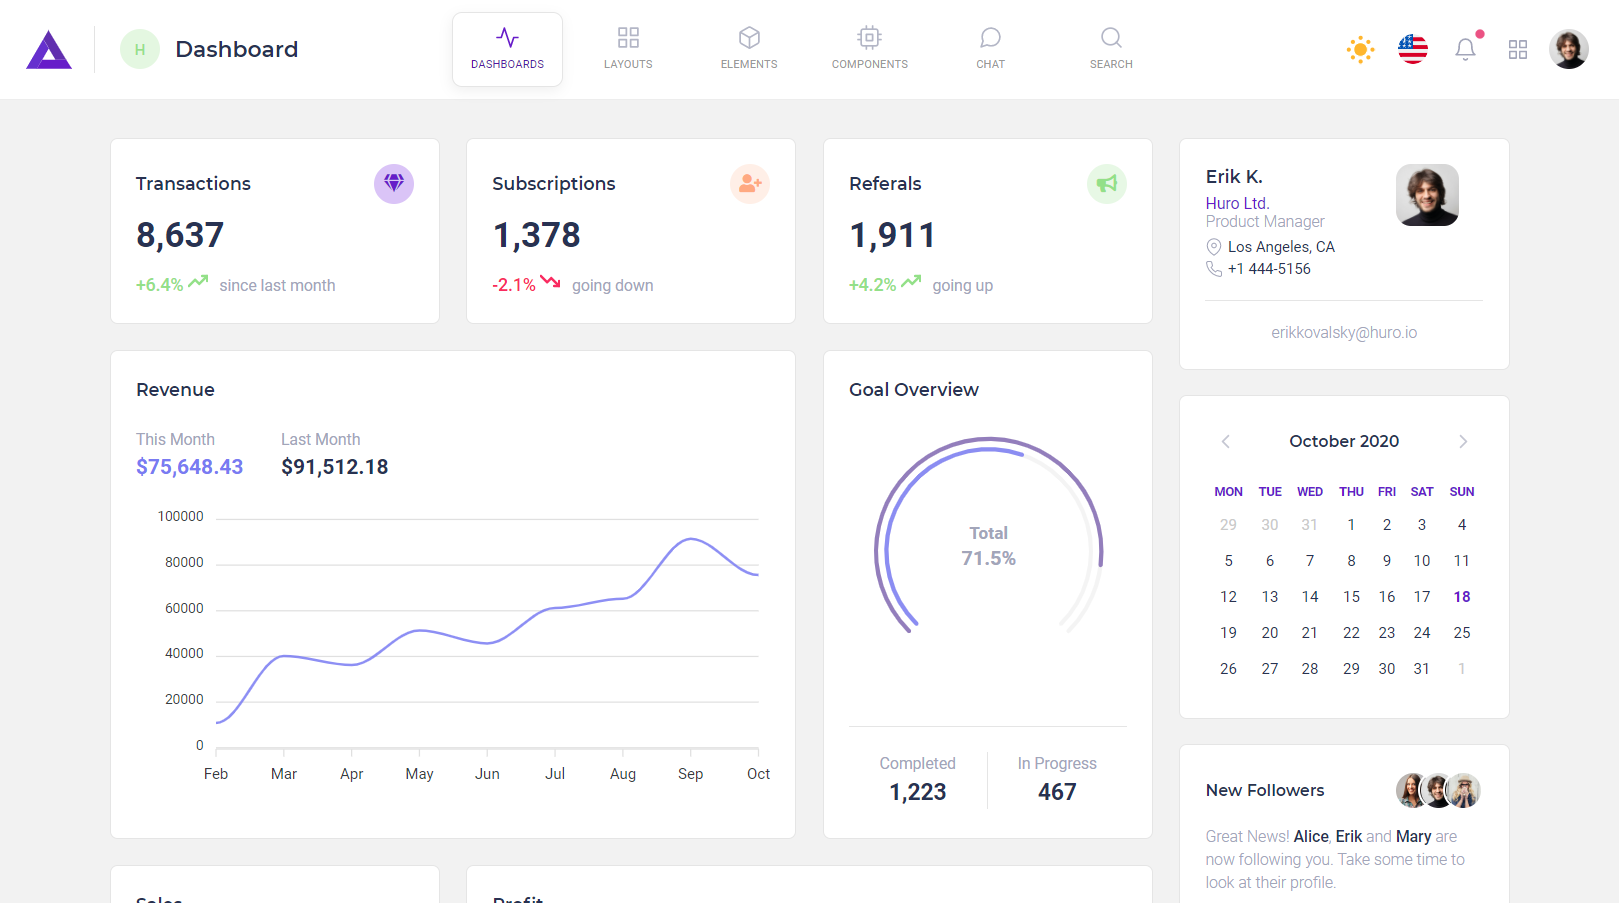 H
Dashboard
DASHBOARDS
LAYOUTS
ELEMENTS
COMPONENTS
CHAT
SEARCH
Transactions
8,637
+6.4% since last month
Subscriptions
1,378
-2.1% going down
Referals
1,911
+4.2% going up
Erik K.
Huro Ltd.
Product Manager
Los Angeles, CA
+1 444-5156
erikkovalsky@huro.io
Revenue
This Month Last Month
$75,648.43 $91,512.18
100000
80000
60000
40000
20000
0
Feb Mar Apr May Jun Jul Aug Sep Oct
Goal Overview
Total
71.5%
Completed In Progress
1,223 467
October 2020
MON TUE WED THU FRI SAT SUN
29 30 31 1 2 3 4
5 6 7 8 9 10 11
12 13 14 15 16 17 18
19 20 21 22 23 24 25
26 27 28 29 30 31 1
New Followers
Great News! Alice, Erik and Mary are
now following you. Take some time to
look at their profile.
Sales
Profit